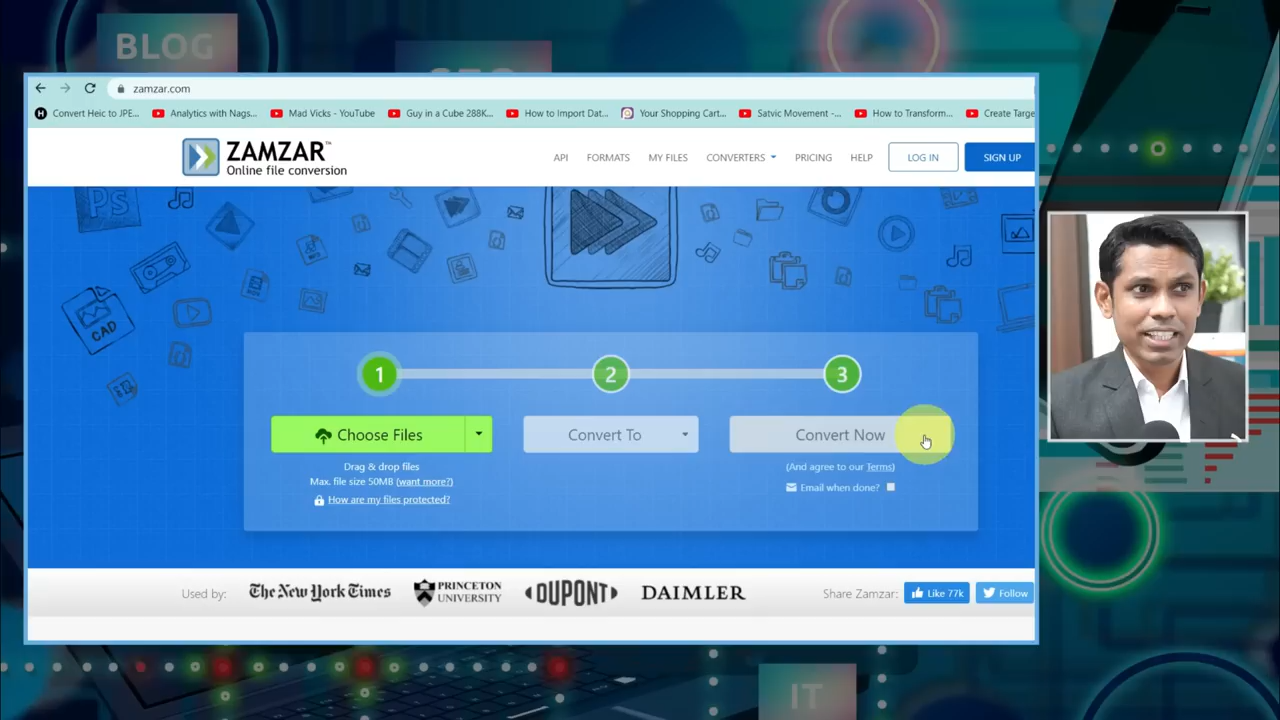 BLOG
zamzar.com
Convert Heic to JPE...
Analytics with Nags...
Mad Vicks - YouTube
Guy in a Cube 288K...
How to Import Dat...
Your Shopping Cart...
Satvic Movement -...
How to Transform...
Create Targe
ZAMZAR™
Online file conversion
API
FORMATS
MY FILES
CONVERTERS
PRICING
HELP
LOG IN
SIGN UP
PS
CAD
1
2
3
Choose Files
Convert To
Convert Now
Drag & drop files
Max. file size 50MB (want more?)
How are my files protected?
(And agree to our Terms)
Email when done?
Used by:
The New York Times
PRINCETON
UNIVERSITY
DUPONT
DAIMLER
Share Zamzar:
Like 77k
Follow
IT